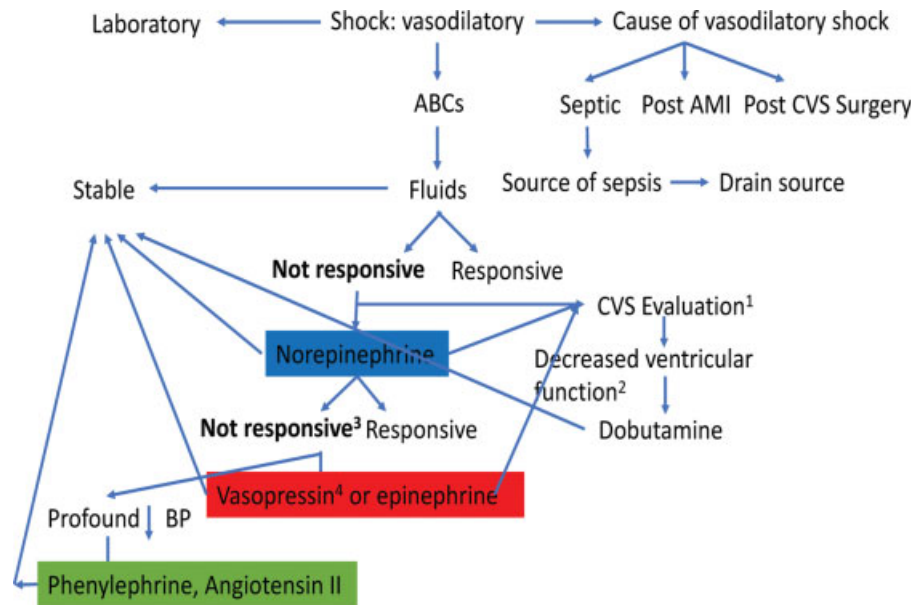 Laboratory
Shock: vasodilatory
Cause of vasodilatory shock
ABCs
Septic
Post AMI
Post CVS Surgery
Stable
Fluids
Source of sepsis
Drain source
Not responsive
Responsive
CVS Evaluation¹
Norepinephrine
Decreased ventricular
function²
Not responsive³
Responsive
Dobutamine
Vasopressin⁴ or epinephrine
Profound
BP
Phenylephrine, Angiotensin II